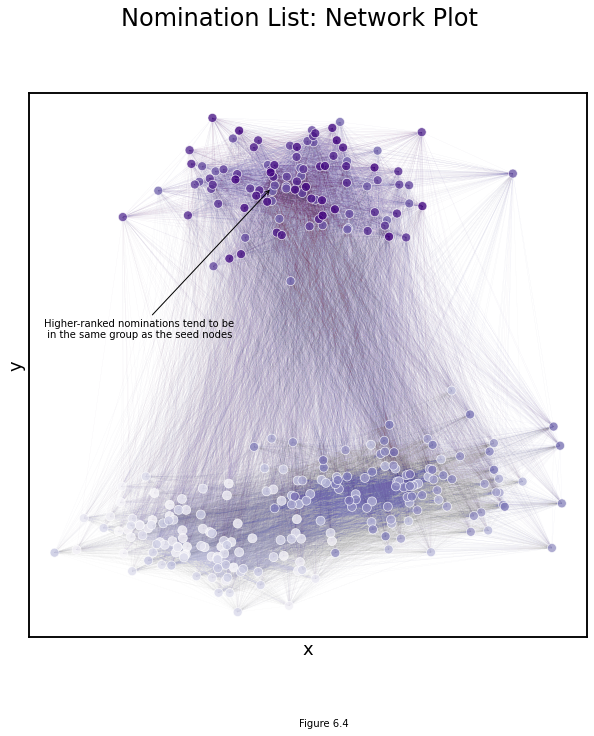 Nomination List: Network Plot
Higher-ranked nominations tend to be
in the same group as the seed nodes
y
x
Figure 6.4